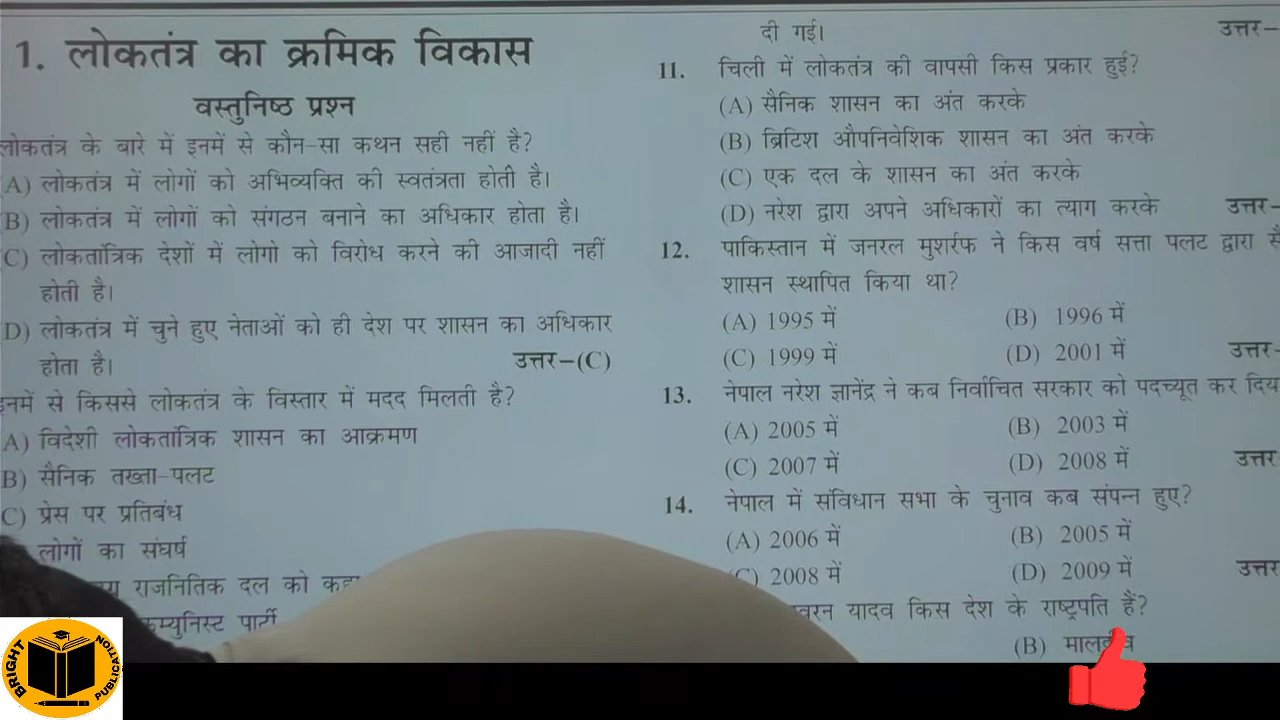 1. लोकतंत्र का क्रमिक विकास
वस्तुनिष्ठ प्रश्न
लोकतंत्र के बारे में इनमें से कौन-सा कथन सही नहीं है?
A) लोकतंत्र में लोगों को अभिव्यक्ति की स्वतंत्रता होती है।
B) लोकतंत्र में लोगों को संगठन बनाने का अधिकार होता है।
C) लोकतांत्रिक देशों में लोगो को विरोध करने की आजादी नहीं
होती है।
D) लोकतंत्र में चुने हुए नेताओं को ही देश पर शासन का अधिकार
होता है। उत्तर–(C)
इनमें से किससे लोकतंत्र के विस्तार में मदद मिलती है?
A) विदेशी लोकतांत्रिक शासन का आक्रमण
B) सैनिक तख्ता-पलट
C) प्रेस पर प्रतिबंध
लोगों का संघर्ष
राजनितिक दल को कहा
कम्युनिस्ट पार्टी
दी गई। उत्तर–
11. चिली में लोकतंत्र की वापसी किस प्रकार हुई?
(A) सैनिक शासन का अंत करके
(B) ब्रिटिश औपनिवेशिक शासन का अंत करके
(C) एक दल के शासन का अंत करके
(D) नरेश द्वारा अपने अधिकारों का त्याग करके उत्तर–
12. पाकिस्तान में जनरल मुशर्रफ ने किस वर्ष सत्ता पलट द्वारा
शासन स्थापित किया था?
(A) 1995 में (B) 1996 में
(C) 1999 में (D) 2001 में उत्तर–
13. नेपाल नरेश ज्ञानेंद्र ने कब निर्वाचित सरकार को पदच्यूत कर दिय
(A) 2005 में (B) 2003 में
(C) 2007 में (D) 2008 में उत्तर
14. नेपाल में संविधान सभा के चुनाव कब संपन्न हुए?
(A) 2006 में (B) 2005 में
(C) 2008 में (D) 2009 में उत्तर
वरन यादव किस देश के राष्ट्रपति हैं?
(B)
BRIGHT PUBLICATION